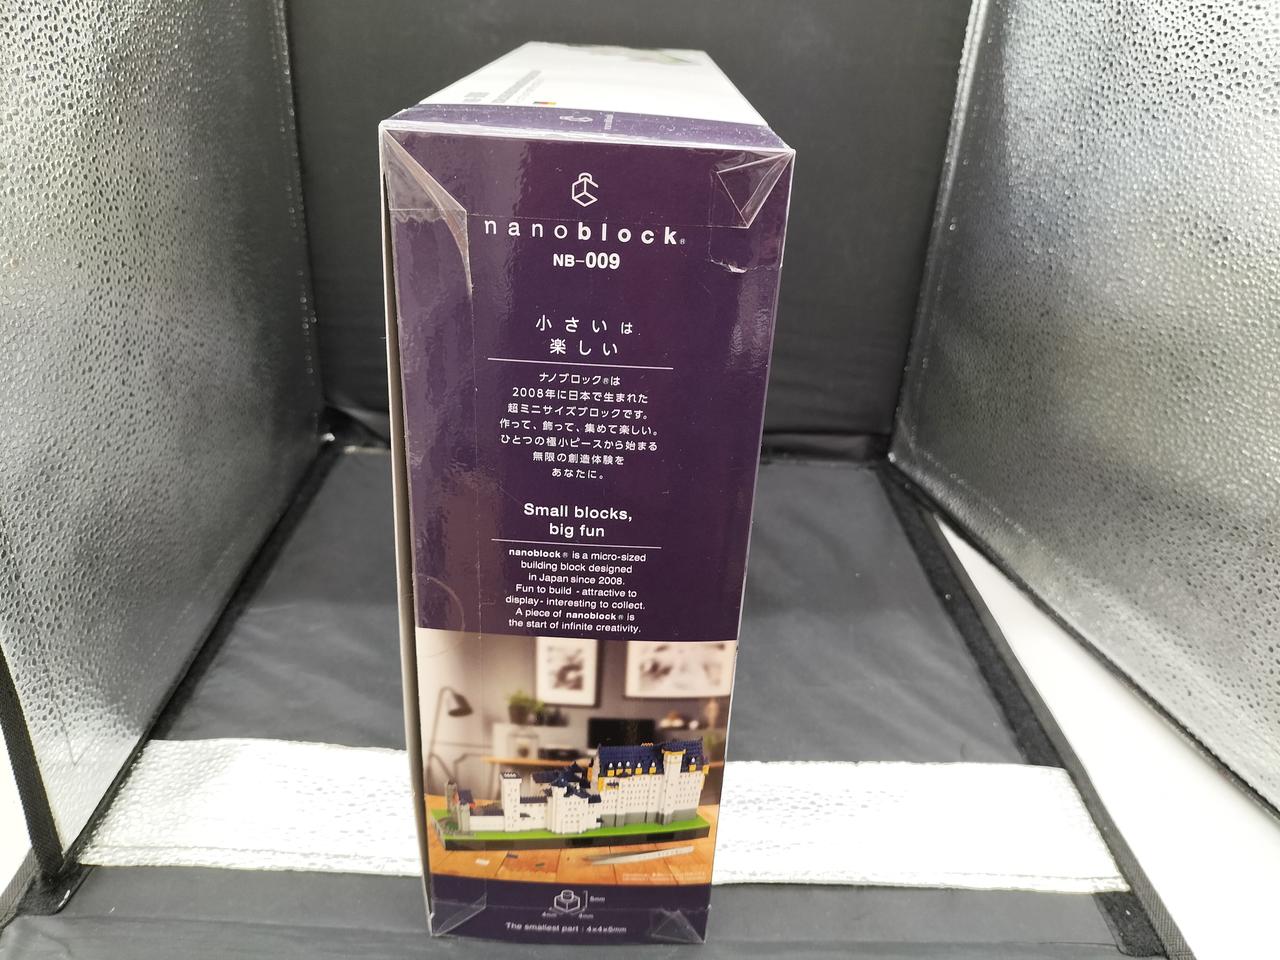 nanoblock®
NB-009
小さいは
楽しい
ナノブロック®は
2008年に日本で生まれた
超ミニサイズブロックです。
作って、飾って、集めて楽しい。
ひとつの極小ピースから始まる
無限の創造体験を
あなたに。
Small blocks,
big fun
nanoblock® is a micro-sized
building block designed
in Japan since 2008.
Fun to build - attractive to
display- interesting to collect.
A piece of nanoblock® is
the start of infinite creativity.
5mm
4mm 4mm
The smallest part : 4×4×5mm